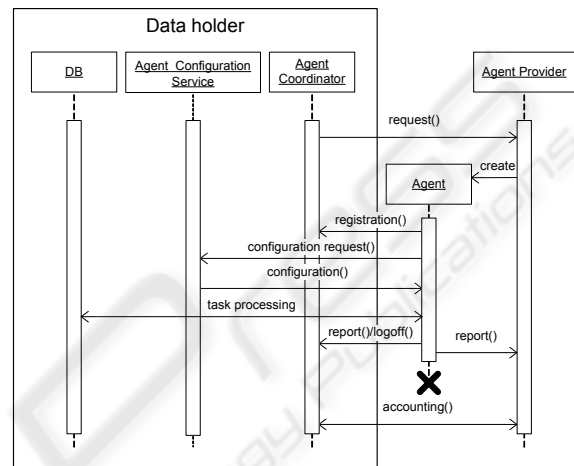 Data holder
DB
Agent Configuration
Service
Agent
Coordinator
Agent Provider
request()
create
Agent
registration()
configuration request()
configuration()
task processing
report()/logoff()
report()
accounting()